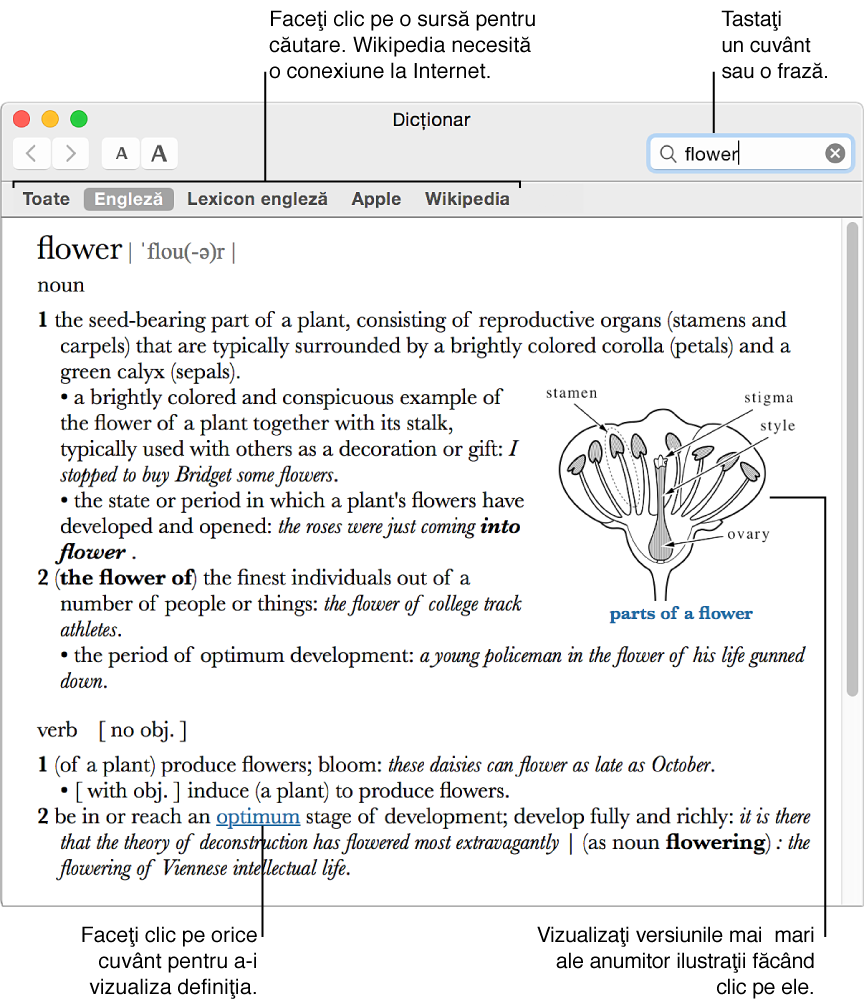 Faceţi clic pe o sursă pentru
căutare. Wikipedia necesită
o conexiune la Internet.
Tastaţi
un cuvânt
sau o frază.
Dicționar
A A
flower
Toate Engleză Lexicon engleză Apple Wikipedia
flower | ˈflou(-ə)r |
noun
1 the seed-bearing part of a plant, consisting of reproductive organs (stamens and
carpels) that are typically surrounded by a brightly colored corolla (petals) and a
green calyx (sepals).
• a brightly colored and conspicuous example of
the flower of a plant together with its stalk,
typically used with others as a decoration or gift: I
stopped to buy Bridget some flowers.
• the state or period in which a plant's flowers have
developed and opened: the roses were just coming into
flower .
2 (the flower of) the finest individuals out of a
number of people or things: the flower of college track
athletes.
stamen
stigma
style
ovary
parts of a flower
• the period of optimum development: a young policeman in the flower of his life gunned
down.
verb [ no obj. ]
1 (of a plant) produce flowers; bloom: these daisies can flower as late as October.
• [ with obj. ] induce (a plant) to produce flowers.
2 be in or reach an optimum stage of development; develop fully and richly: it is there
that the theory of deconstruction has flowered most extravagantly | (as noun flowering) : the
flowering of Viennese intellectual life.
Faceţi clic pe orice
cuvânt pentru a-i
vizualiza definiţia.
Vizualizaţi versiunile mai mari
ale anumitor ilustraţii făcând
clic pe ele.